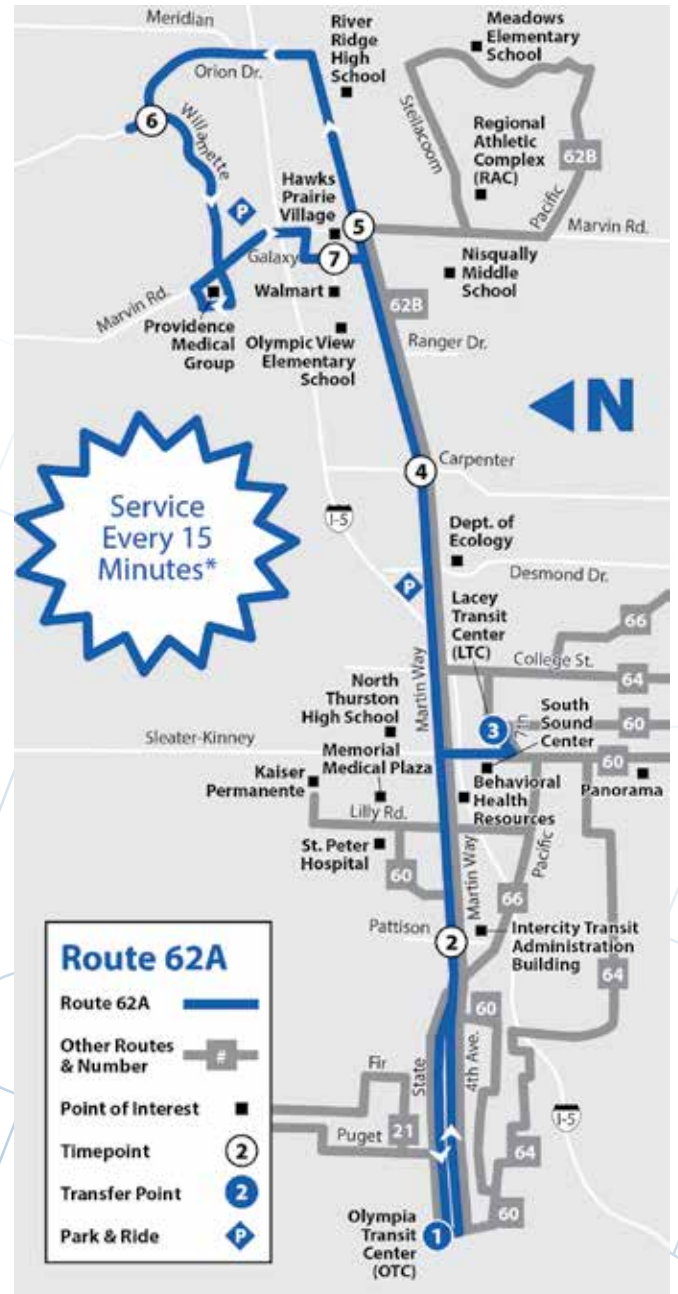 Meridian
River
Ridge
High
School
Meadows
Elementary
School
Orion Dr.
Willamette
6
Steilacoom
Regional
Athletic
Complex
(RAC)
62B
Pacific
Hawks
Prairie
Village
P
5
Marvin Rd.
Galaxy
7
Nisqually
Middle
School
Marvin Rd.
Walmart
62B
Providence
Medical
Group
Olympic View
Elementary
School
Ranger Dr.
N
4
Carpenter
Service
Every 15
Minutes*
I-5
Dept. of
Ecology
P
Desmond Dr.
Lacey
Transit
Center
(LTC)
66
College St.
64
Martin Way
North
Thurston
High School
3
7th
South
Sound
Center
60
Sleater-Kinney
60
Memorial
Medical Plaza
Kaiser
Permanente
Behavioral
Health
Resources
Panorama
Lilly Rd.
St. Peter
Hospital
60
Martin Way
Pacific
66
Pattison
2
Intercity Transit
Administration
Building
64
Route 62A
Route 62A
Other Routes
& Number
#
Point of Interest
Timepoint
2
Transfer Point
2
Park & Ride
P
60
Fir
State
4th Ave.
21
Puget
I-5
64
60
Olympia
Transit
Center
(OTC)
1